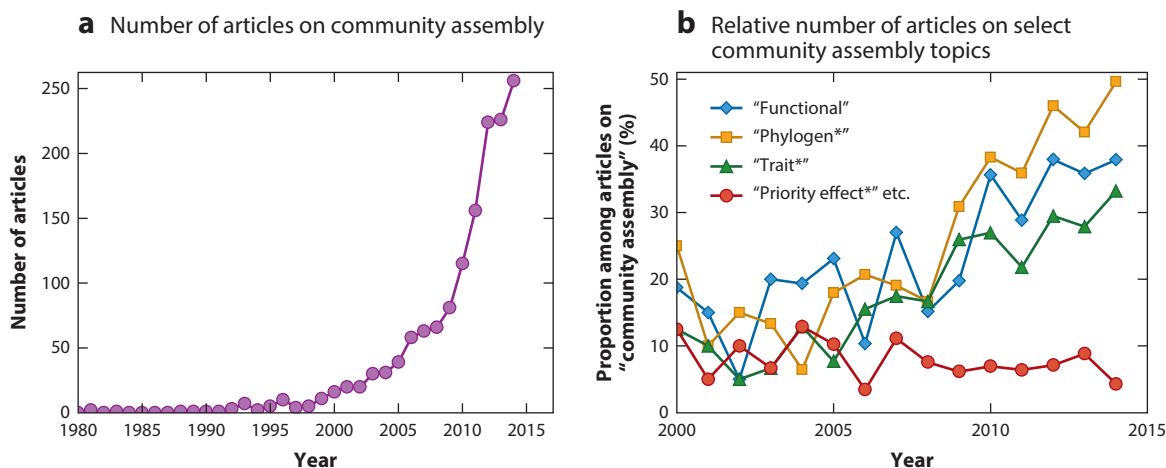 a Number of articles on community assembly
Number of articles
250
200
150
100
50
0
1980 1985 1990 1995 2000 2005 2010 2015
Year
b Relative number of articles on select
community assembly topics
Proportion among articles on
“community assembly” (%)
50
40
30
20
10
0
“Functional”
“Phylogen*”
“Trait*”
“Priority effect*” etc.
2000 2005 2010 2015
Year